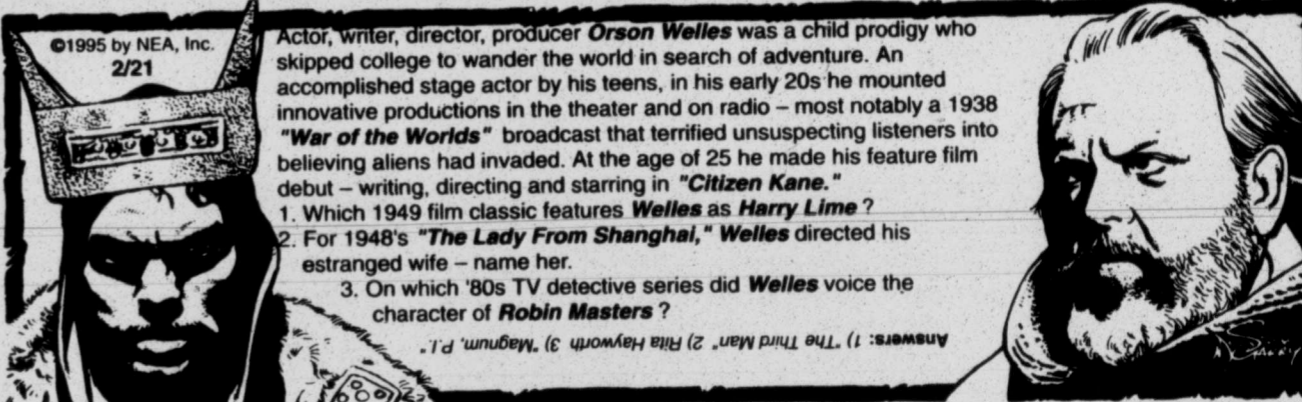 ©1995 by NEA, Inc.
2/21
Actor, writer, director, producer Orson Welles was a child prodigy who
skipped college to wander the world in search of adventure. An
accomplished stage actor by his teens, in his early 20s he mounted
innovative productions in the theater and on radio – most notably a 1938
"War of the Worlds" broadcast that terrified unsuspecting listeners into
believing aliens had invaded. At the age of 25 he made his feature film
debut – writing, directing and starring in "Citizen Kane."
1. Which 1949 film classic features Welles as Harry Lime ?
2. For 1948's "The Lady From Shanghai," Welles directed his
estranged wife – name her.
3. On which '80s TV detective series did Welles voice the
character of Robin Masters ?
Answers: 1) "The Third Man." 2) Rita Hayworth 3) "Magnum, P.I."